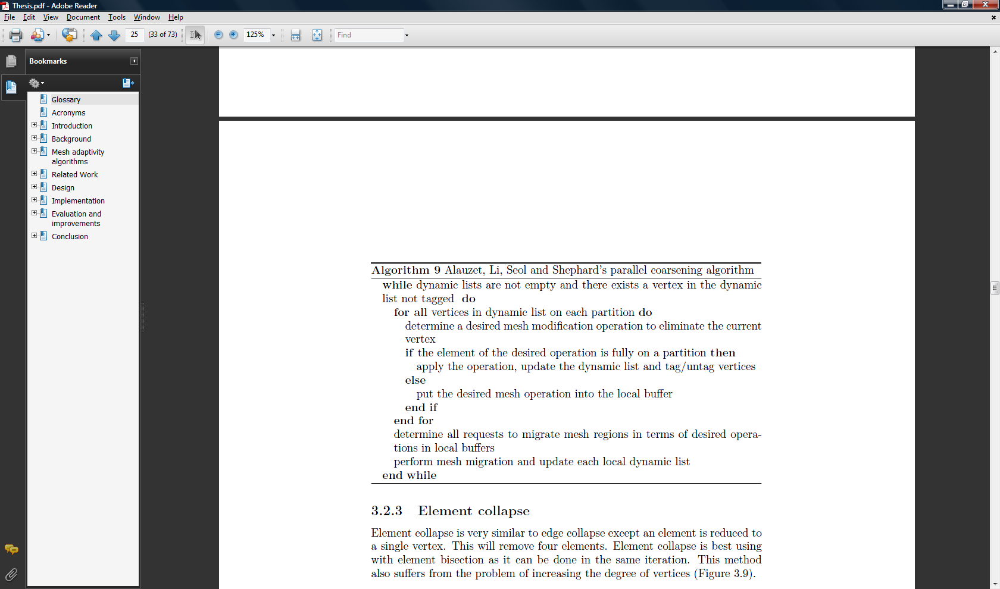 Thesis.pdf - Adobe Reader
File Edit View Document Tools Window Help
25 (33 of 73) 125% Find
Bookmarks
Glossary
Acronyms
Introduction
Background
Mesh adaptivity
algorithms
Related Work
Design
Implementation
Evaluation and
improvements
Conclusion
Algorithm 9 Alauzet, Li, Seol and Shephard's parallel coarsening algorithm
while dynamic lists are not empty and there exists a vertex in the dynamic
list not tagged do
for all vertices in dynamic list on each partition do
determine a desired mesh modification operation to eliminate the current
vertex
if the element of the desired operation is fully on a partition then
apply the operation, update the dynamic list and tag/untag vertices
else
put the desired mesh operation into the local buffer
end if
end for
determine all requests to migrate mesh regions in terms of desired opera-
tions in local buffers
perform mesh migration and update each local dynamic list
end while
3.2.3 Element collapse
Element collapse is very similar to edge collapse except an element is reduced to
a single vertex. This will remove four elements. Element collapse is best using
with element bisection as it can be done in the same iteration. This method
also suffers from the problem of increasing the degree of vertices (Figure 3.9).